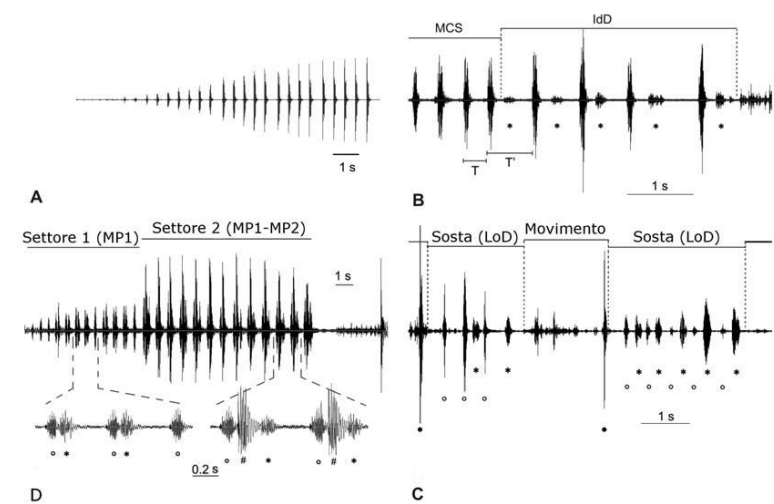 1 s
A
MCS
IdD
* * * * *
T
T'
1 s
B
Settore 1 (MP1)
Settore 2 (MP1-MP2)
1 s
° * ° * ° ° # * ° # *
0.2 s
D
Sosta (LoD)
Movimento
Sosta (LoD)
* * * * * * *
° ° ° ° ° ° ° °
• •
1 s
C